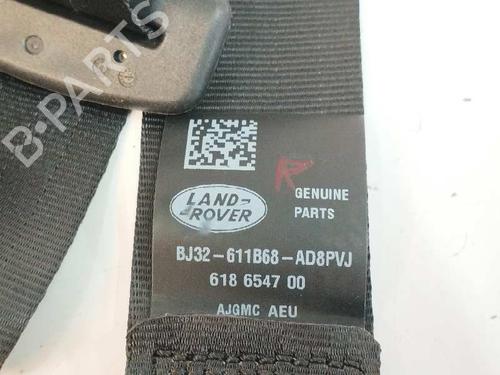 B-PARTS
R
LAND-
ROVER
GENUINE
PARTS
BJ32-611B68-AD8PVJ
618 6547 00
AJGMC AEU